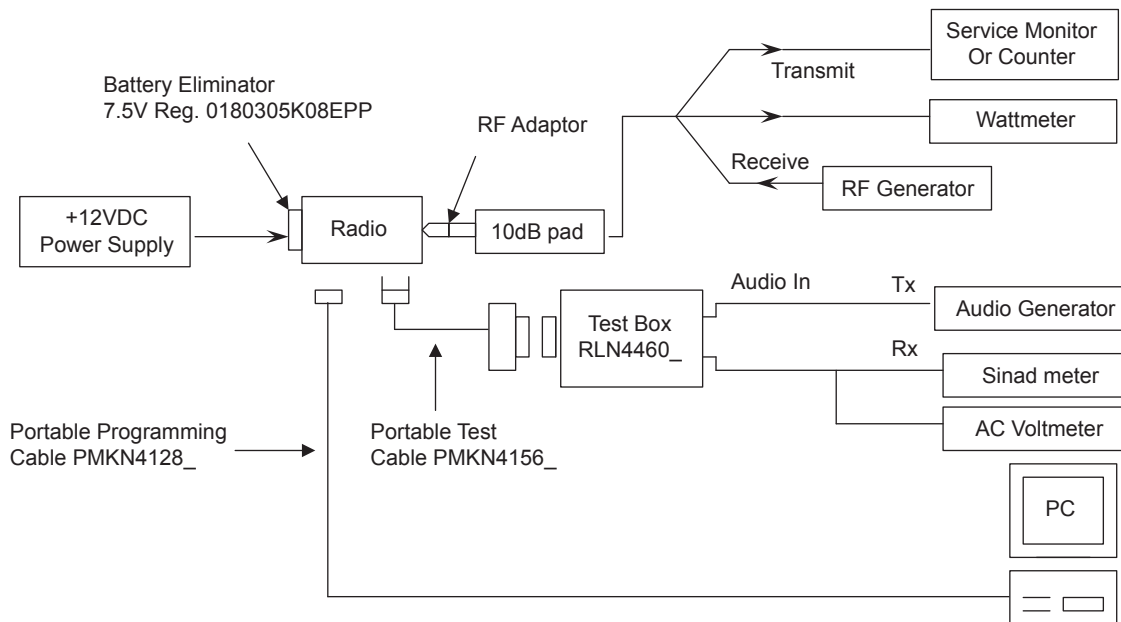 Service Monitor
Or Counter
Transmit
Battery Eliminator
7.5V Reg. 0180305K08EPP
Wattmeter
RF Adaptor
Receive
RF Generator
+12VDC
Power Supply
Radio
10dB pad
Audio In
Tx
Audio Generator
Test Box
RLN4460_
Rx
Sinad meter
AC Voltmeter
Portable Programming
Cable PMKN4128_
Portable Test
Cable PMKN4156_
PC